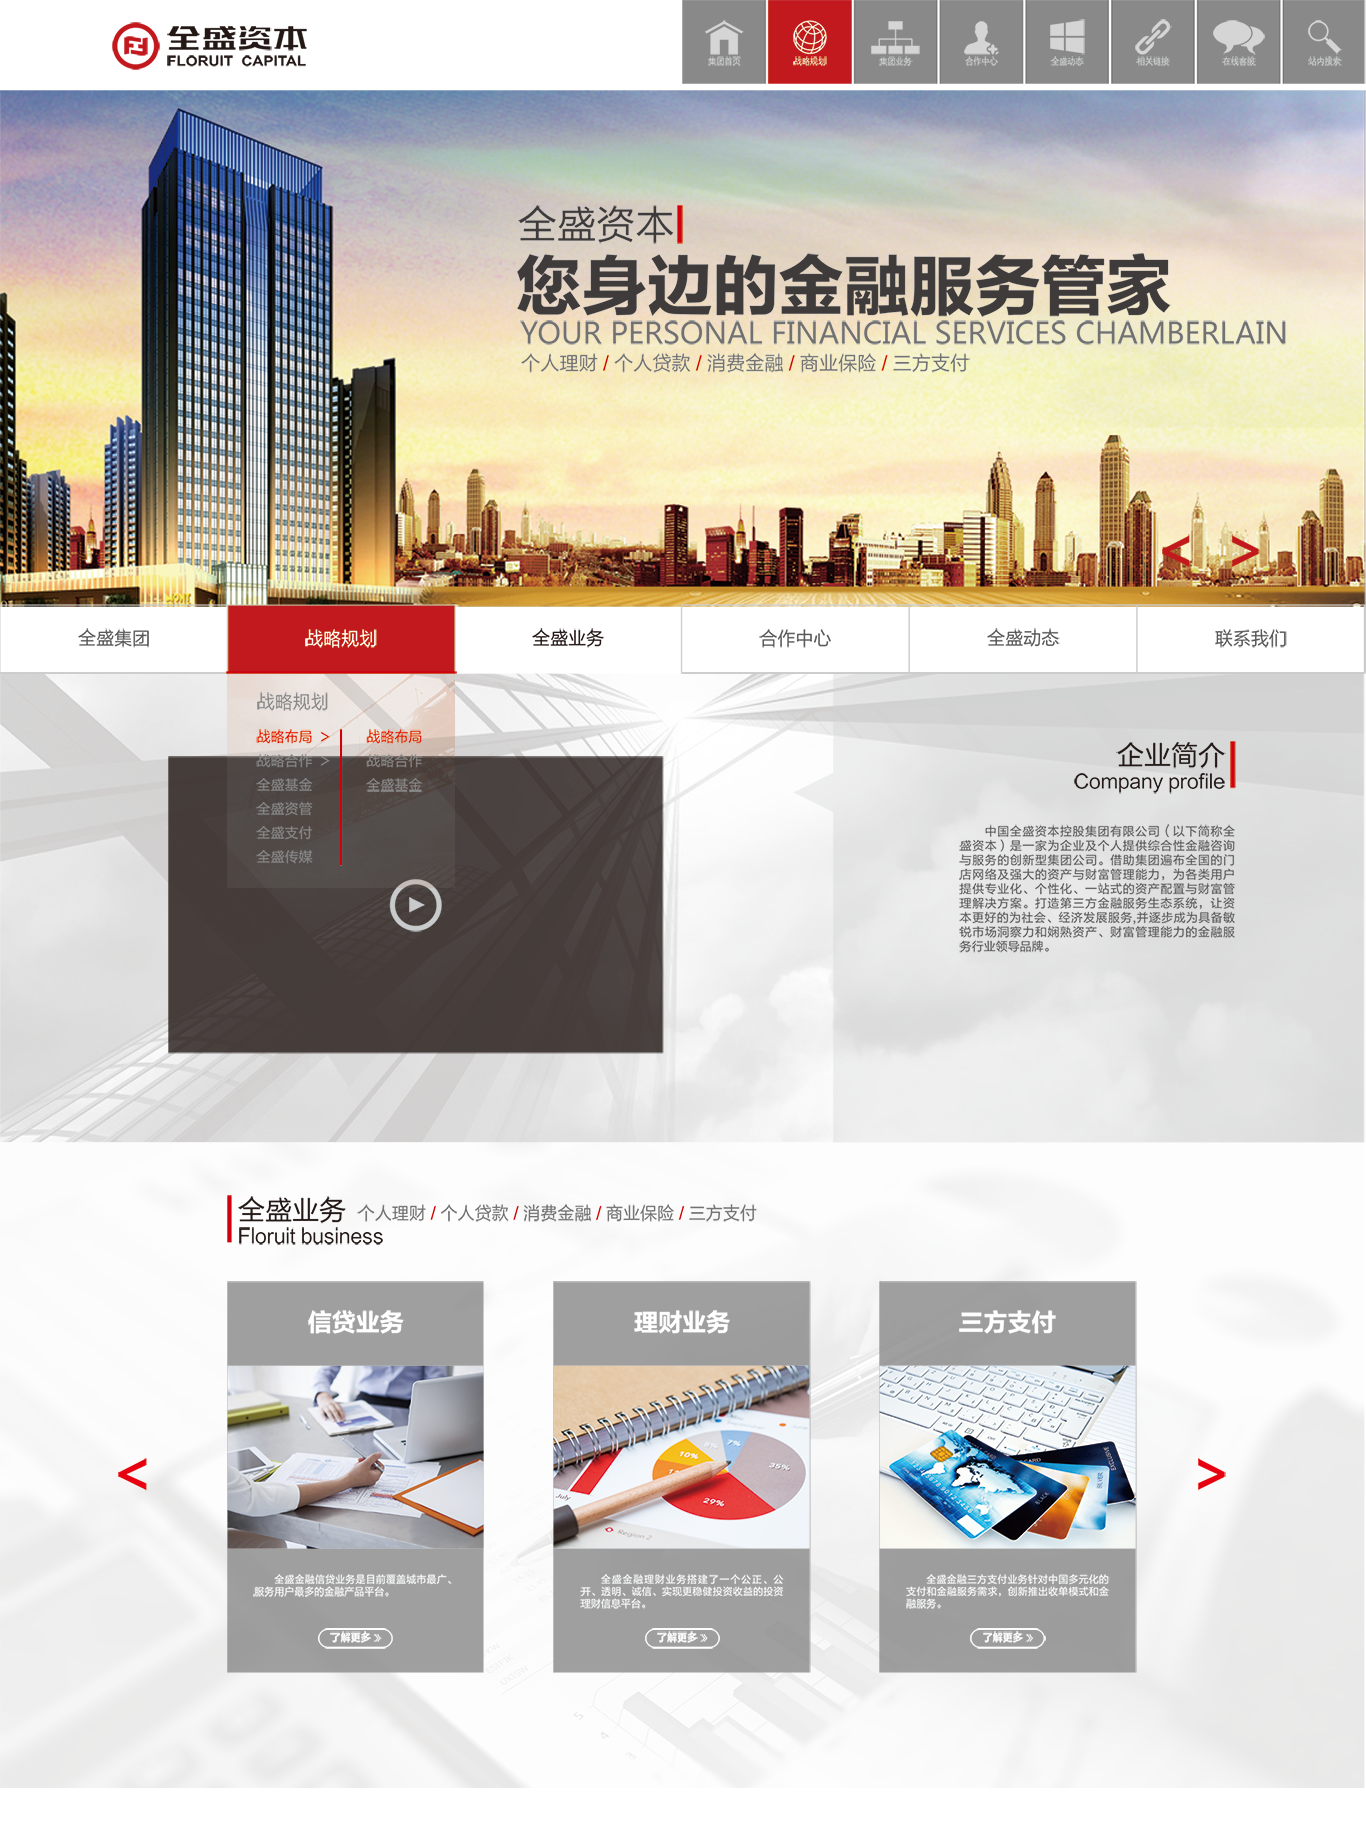 全盛资本
FLORUIT CAPITAL
集团首页
战略规划
集团业务
合作中心
全盛动态
相关链接
在线客服
站内搜索
全盛资本
您身边的金融服务管家
YOUR PERSONAL FINANCIAL SERVICES CHAMBERLAIN
个人理财 / 个人贷款 / 消费金融 / 商业保险 / 三方支付
< >
全盛集团
战略规划
全盛业务
合作中心
全盛动态
联系我们
战略规划
战略布局 >
战略合作 >
全盛基金
全盛资管
全盛支付
全盛传媒
战略布局
战略合作
全盛基金
企业简介
Company profile
中国全盛资本控股集团有限公司（以下简称全
盛资本）是一家为企业及个人提供综合性金融咨询
与服务的创新型集团公司。借助集团遍布全国的门
店网络及强大的资产与财富管理能力，为各类用户
提供专业化、个性化、一站式的资产配置与财富管
理解决方案。打造第三方金融服务生态系统，让资
本更好的为社会、经济发展服务,并逐步成为具备敏
锐市场洞察力和娴熟资产、财富管理能力的金融服
务行业领导品牌。
全盛业务 个人理财 / 个人贷款 / 消费金融 / 商业保险 / 三方支付
Floruit business
信贷业务
全盛金融信贷业务是目前覆盖城市最广、
服务用户最多的金融产品平台。
了解更多 》
理财业务
10%
7%
35%
29%
July
Region 2
全盛金融理财业务搭建了一个公正、公
开、透明、诚信、实现更稳健投资收益的投资
理财信息平台。
了解更多 》
三方支付
EXCLUSIVE
SILVER
BLACK
全盛金融三方支付业务针对中国多元化的
支付和金融服务需求，创新推出收单模式和金
融服务。
了解更多 》
<
>